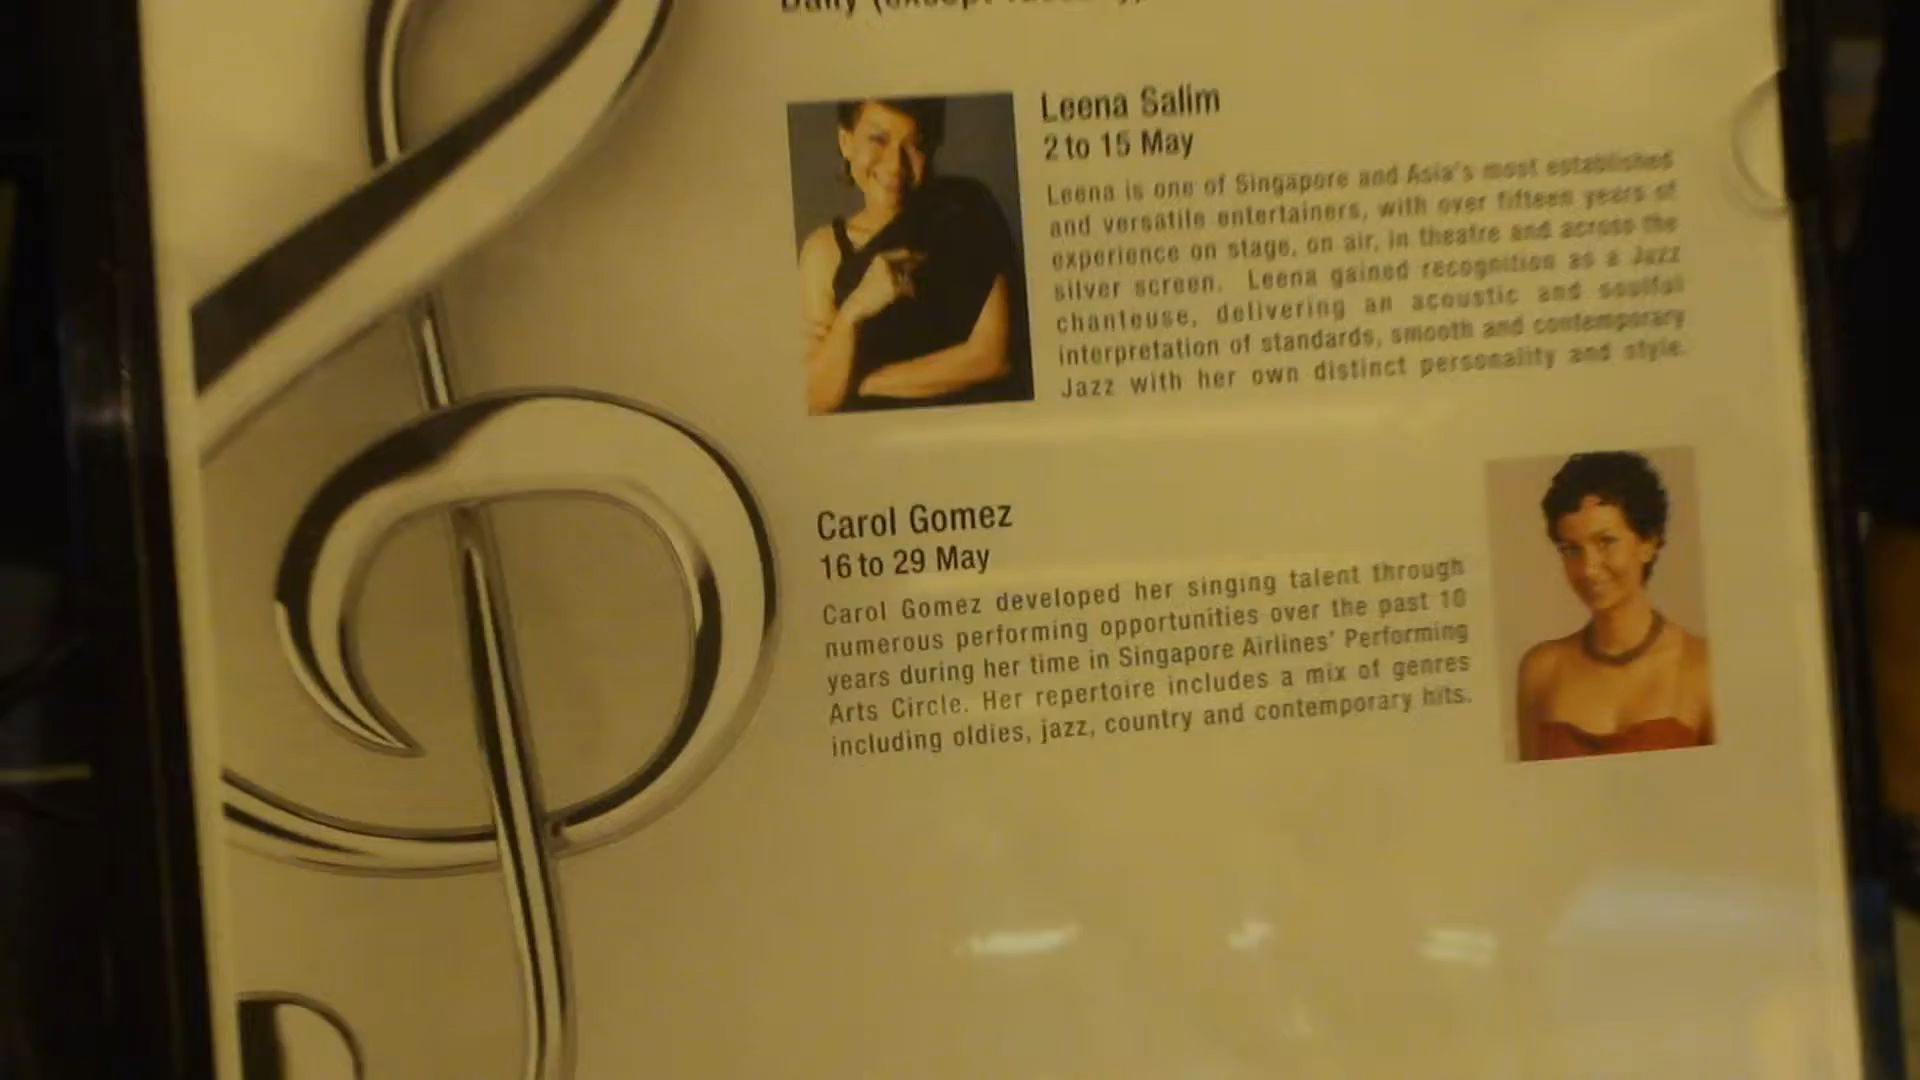 Daily (except
Leena Salim
2 to 15 May
Leena is one of Singapore and Asia's most established
and versatile entertainers, with over fifteen years of
experience on stage, on air, in theatre and across the
silver screen. Leena gained recognition as a Jazz
chanteuse, delivering an acoustic and soulful
interpretation of standards, smooth and contemporary
Jazz with her own distinct personality and style.
Carol Gomez
16 to 29 May
Carol Gomez developed her singing talent through
numerous performing opportunities over the past 10
years during her time in Singapore Airlines' Performing
Arts Circle. Her repertoire includes a mix of genres
including oldies, jazz, country and contemporary hits.